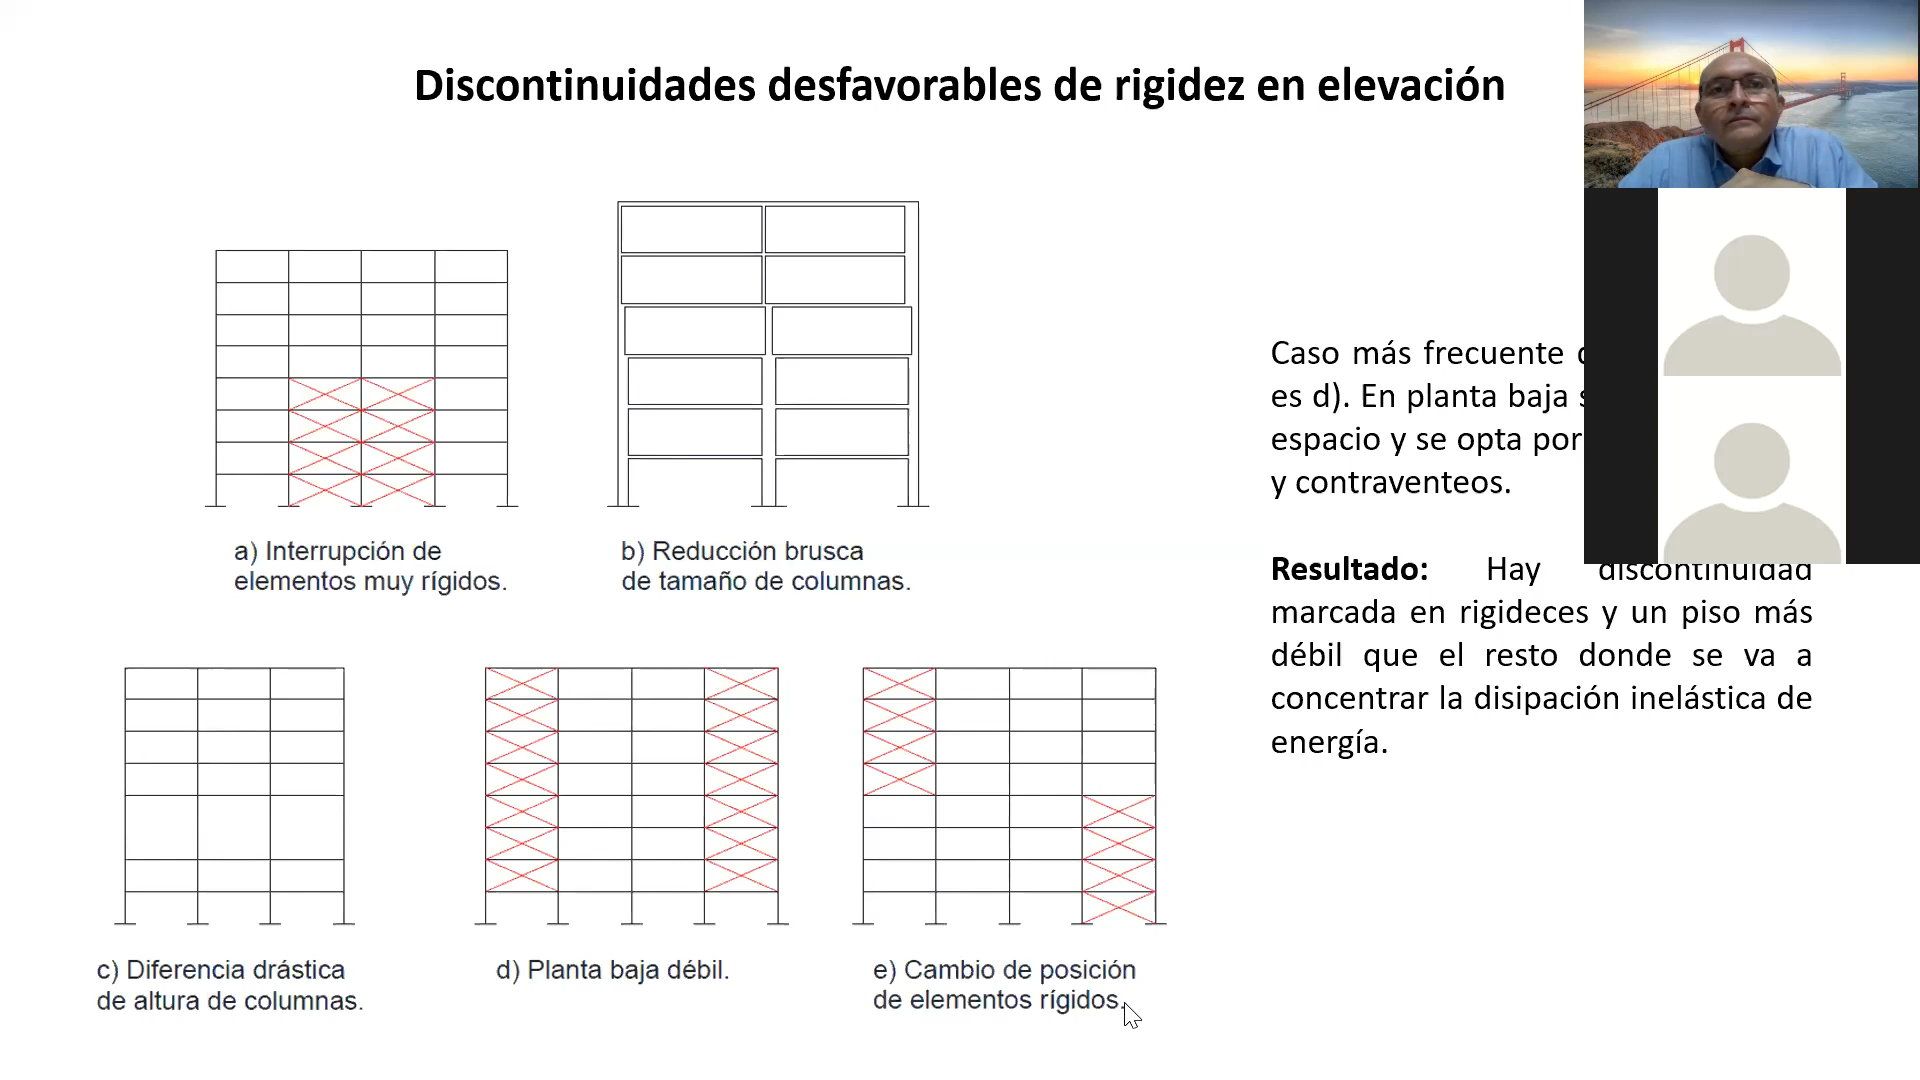 Discontinuidades desfavorables de rigidez en elevación
a) Interrupción de
elementos muy rígidos.
b) Reducción brusca
de tamaño de columnas.
c) Diferencia drástica
de altura de columnas.
d) Planta baja débil.
e) Cambio de posición
de elementos rígidos.
Caso más frecuente
es d). En planta baja
espacio y se opta por
y contraventeos.
Resultado: Hay discontinuidad
marcada en rigideces y un piso más
débil que el resto donde se va a
concentrar la disipación inelástica de
energía.